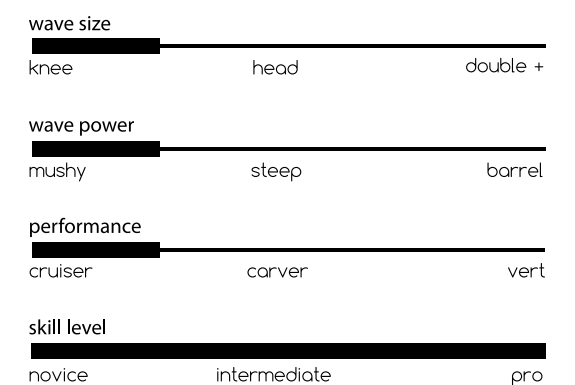 wave size
knee head double +
wave power
mushy steep barrel
performance
cruiser carver vert
skill level
novice intermediate pro